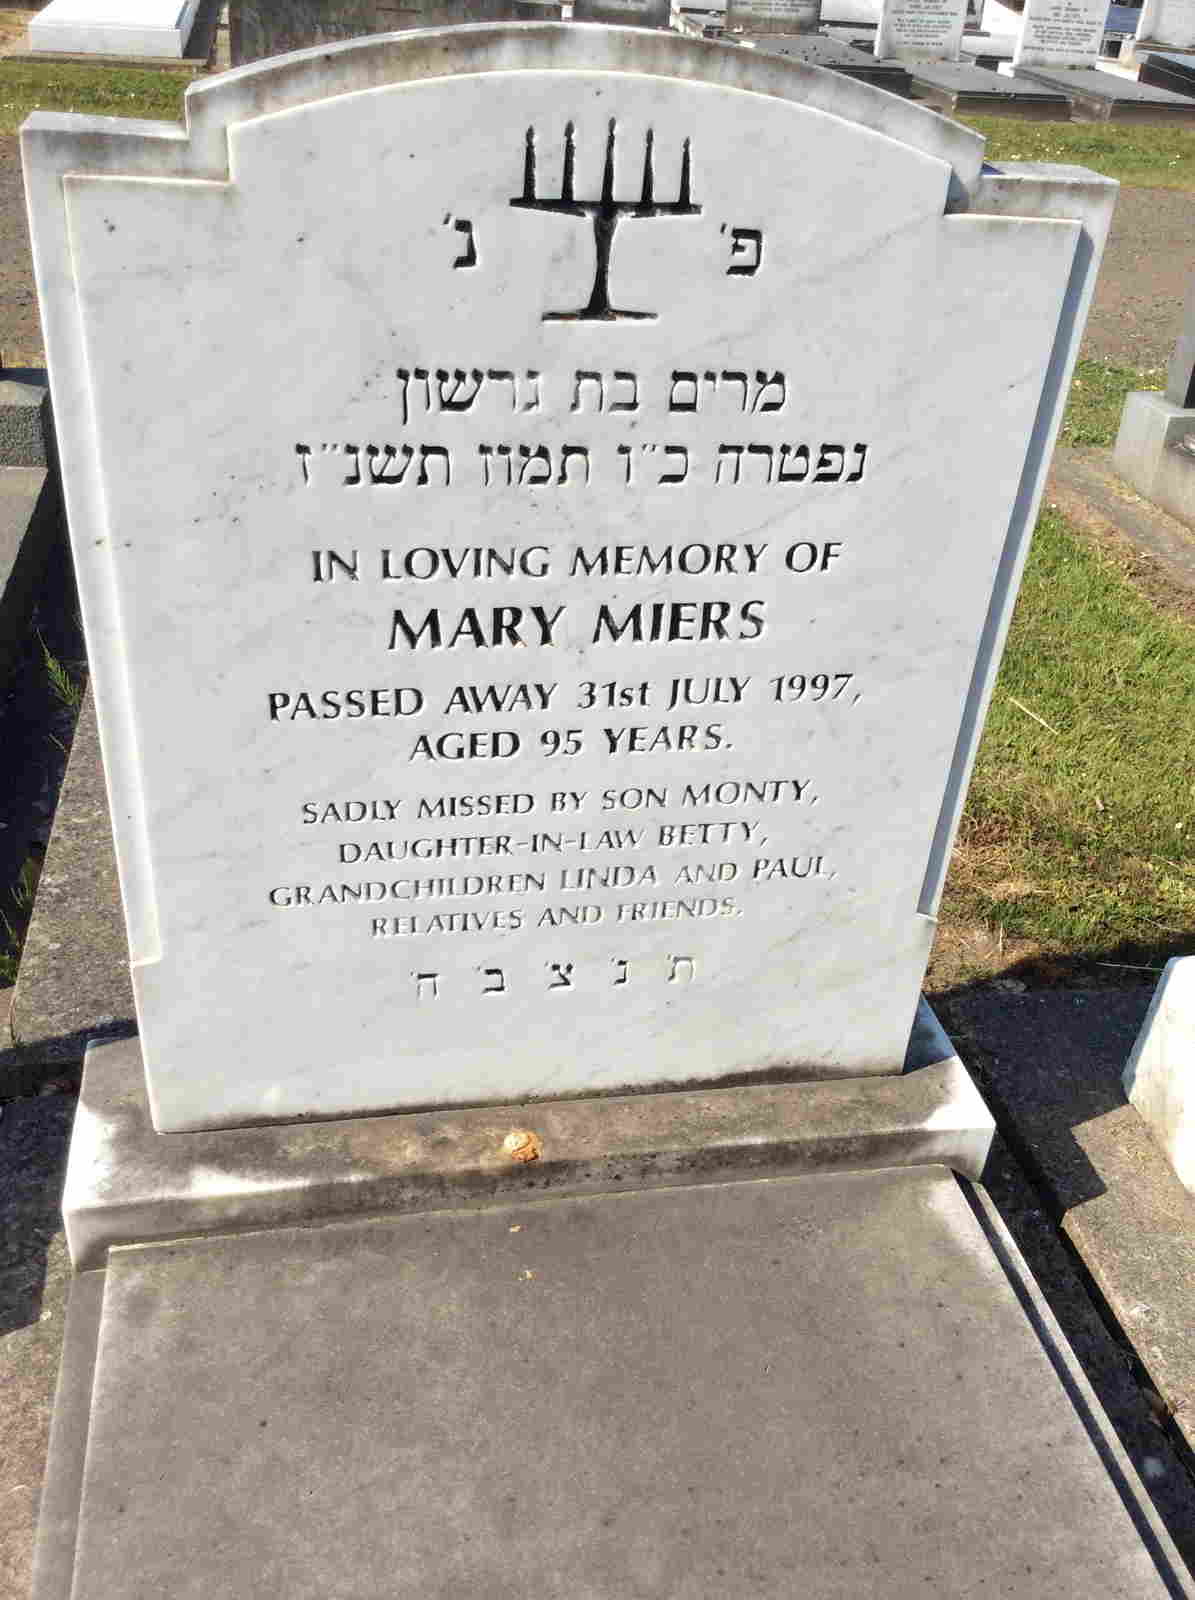 פ' נ'
מרים בת גרשון
נפטרה כ"ו תמוז תשנ"ז
IN LOVING MEMORY OF
MARY MIERS
PASSED AWAY 31st JULY 1997,
AGED 95 YEARS.
SADLY MISSED BY SON MONTY,
DAUGHTER-IN-LAW BETTY,
GRANDCHILDREN LINDA AND PAUL,
RELATIVES AND FRIENDS.
ת' נ' צ' ב' ה'